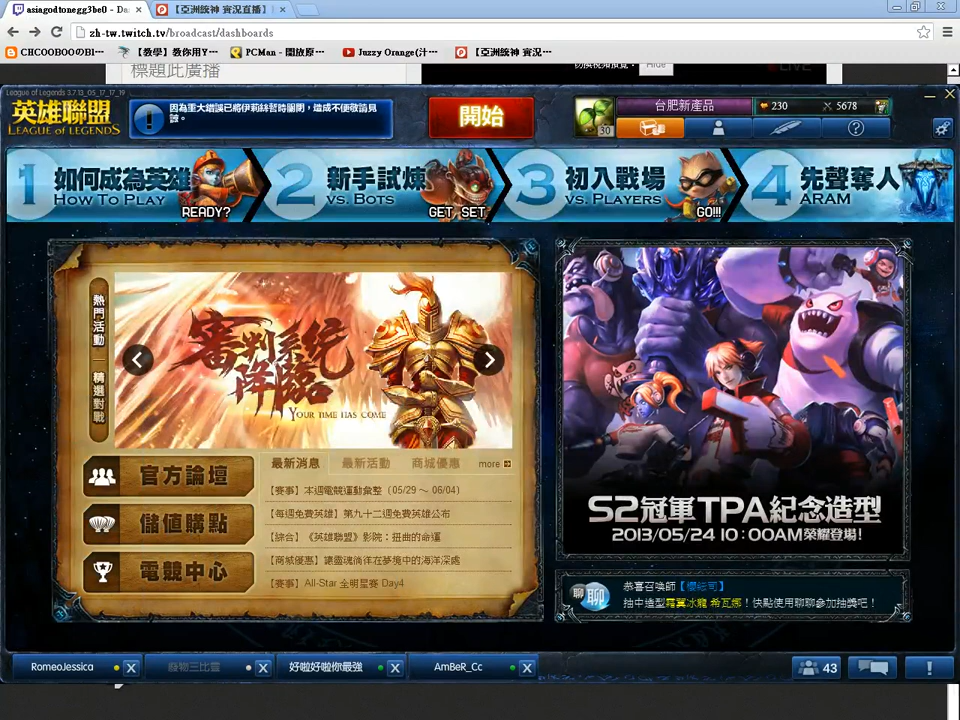 asiagodtonegg3be0 - Da
【亞洲統神 實況直播】
zh-tw.twitch.tv/broadcast/dashboards
CHCOOBOOのBl…
【教學】教你用Y…
PCMan - 開放原…
Juzzy Orange(汁…
【亞洲統神 實況…
標題此廣播
Hide
LIVE
League of Legends 3.7.13_05_17_17_19
英雄聯盟
LEAGUE of LEGENDS
因為重大錯誤已將伊莉絲暫時關閉，造成不便敬請見
諒。
開始
30
台肥新產品
230
5678
1 如何成為英雄
HOW TO PLAY
READY?
2 新手試煉
VS. BOTS
GET SET
3 初入戰場
VS. PLAYERS
GO!!!
4 先聲奪人
ARAM
熱門活動
精選對戰
審判系統
降臨
YOUR TIME HAS COME
官方論壇
儲值購點
電競中心
最新消息
最新活動
商城優惠
more
【賽事】本週電競運動彙整（05/29 ～ 06/04）
【每週免費英雄】第九十二週免費英雄公布
【綜合】《英雄聯盟》影院：扭曲的命運
【商城優惠】讓靈魂徜徉在夢境中的海洋深處
【賽事】All-Star 全明星賽 Day4
S2冠軍TPA紀念造型
2013/05/24 10：00AM榮耀登場!
聊聊
恭喜召喚師
抽中造型霜翼冰龍 希瓦娜！快點使用聊聊參加抽獎吧！
RomeoJessica
廢物三比雷
好啦好啦你最強
AmBeR_Cc
43